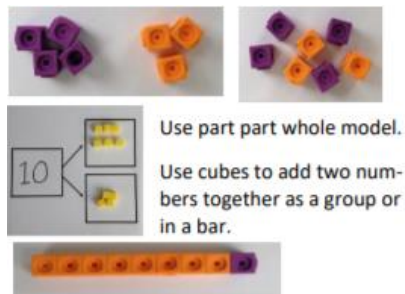 Use part part whole model.
10
Use cubes to add two num-
bers together as a group or
in a bar.